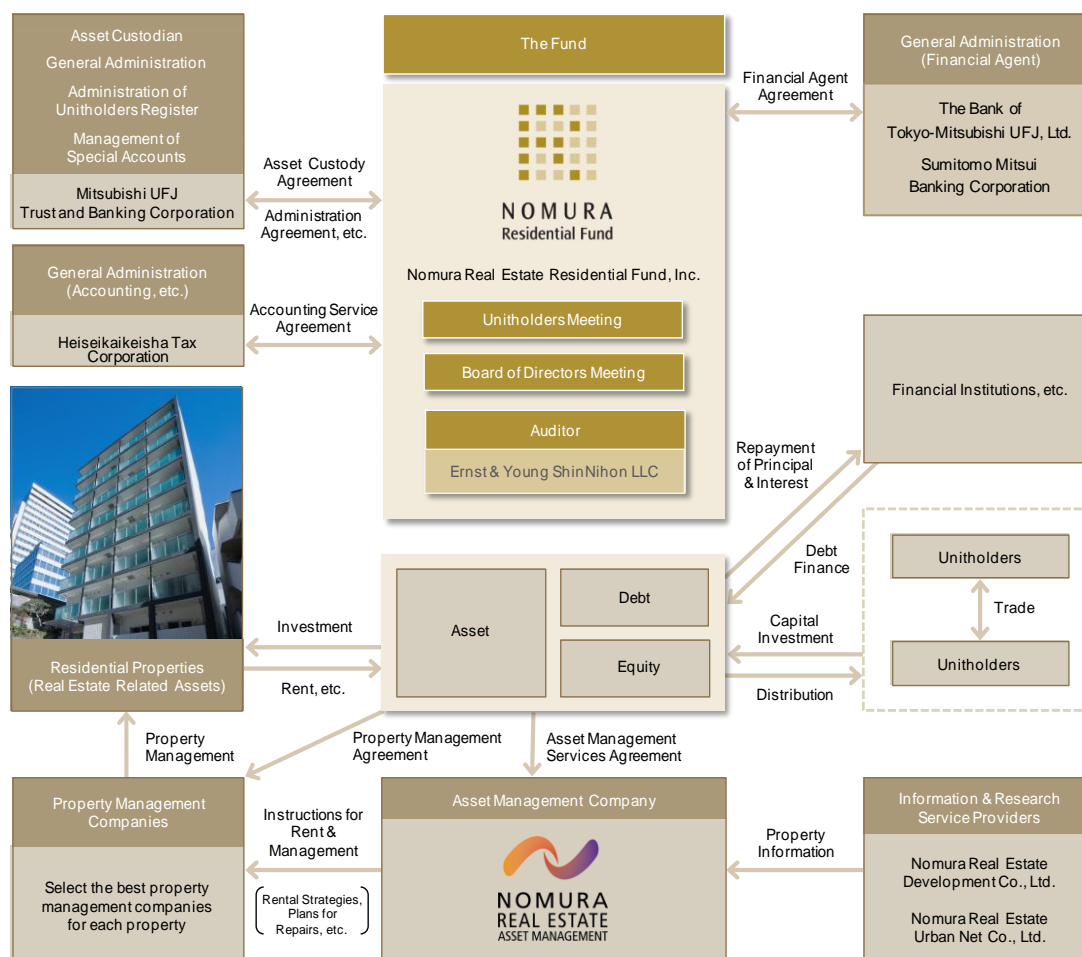 Asset Custodian
General Administration
Administration of
Unitholders Register
Management of
Special Accounts
Mitsubishi UFJ
Trust and Banking Corporation
Asset Custody
Agreement
Administration
Agreement, etc.
General Administration
(Accounting, etc.)
Heiseikaikeisha Tax
Corporation
Accounting Service
Agreement
The Fund
NOMURA
Residential Fund
Nomura Real Estate Residential Fund, Inc.
Unitholders Meeting
Board of Directors Meeting
Auditor
Ernst & Young ShinNihon LLC
Financial Agent
Agreement
General Administration
(Financial Agent)
The Bank of
Tokyo-Mitsubishi UFJ, Ltd.
Sumitomo Mitsui
Banking Corporation
Financial Institutions, etc.
Repayment
of Principal
& Interest
Debt
Finance
Unitholders
Trade
Unitholders
Capital
Investment
Distribution
Asset
Debt
Equity
Investment
Rent, etc.
Residential Properties
(Real Estate Related Assets)
Property
Management
Property Management
Agreement
Asset Management
Services Agreement
Property Management
Companies
Select the best property
management companies
for each property
Instructions for
Rent &
Management
Rental Strategies,
Plans for
Repairs, etc.
Asset Management Company
NOMURA
REAL ESTATE
ASSET MANAGEMENT
Property
Information
Information & Research
Service Providers
Nomura Real Estate
Development Co., Ltd.
Nomura Real Estate
Urban Net Co., Ltd.